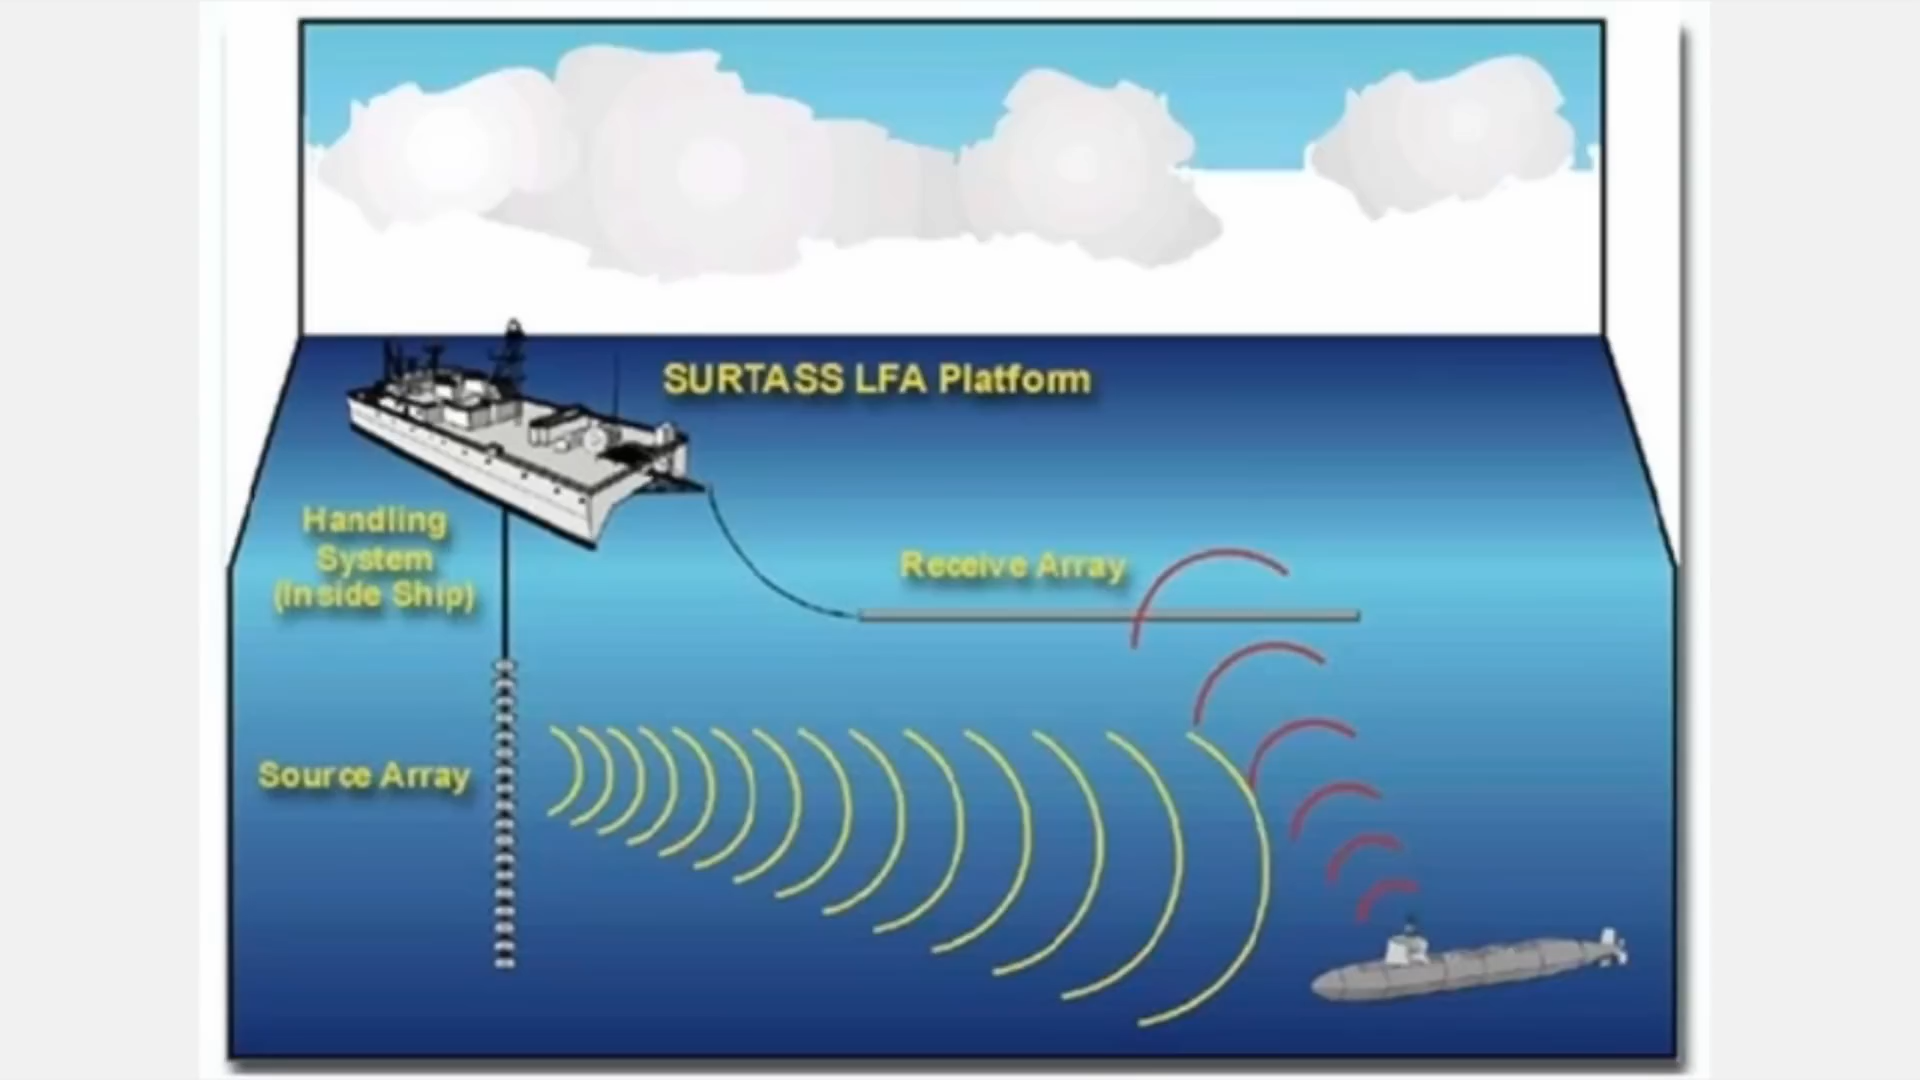 SURTASS LFA Platform
Handling
System
(Inside Ship)
Receive Array
Source Array